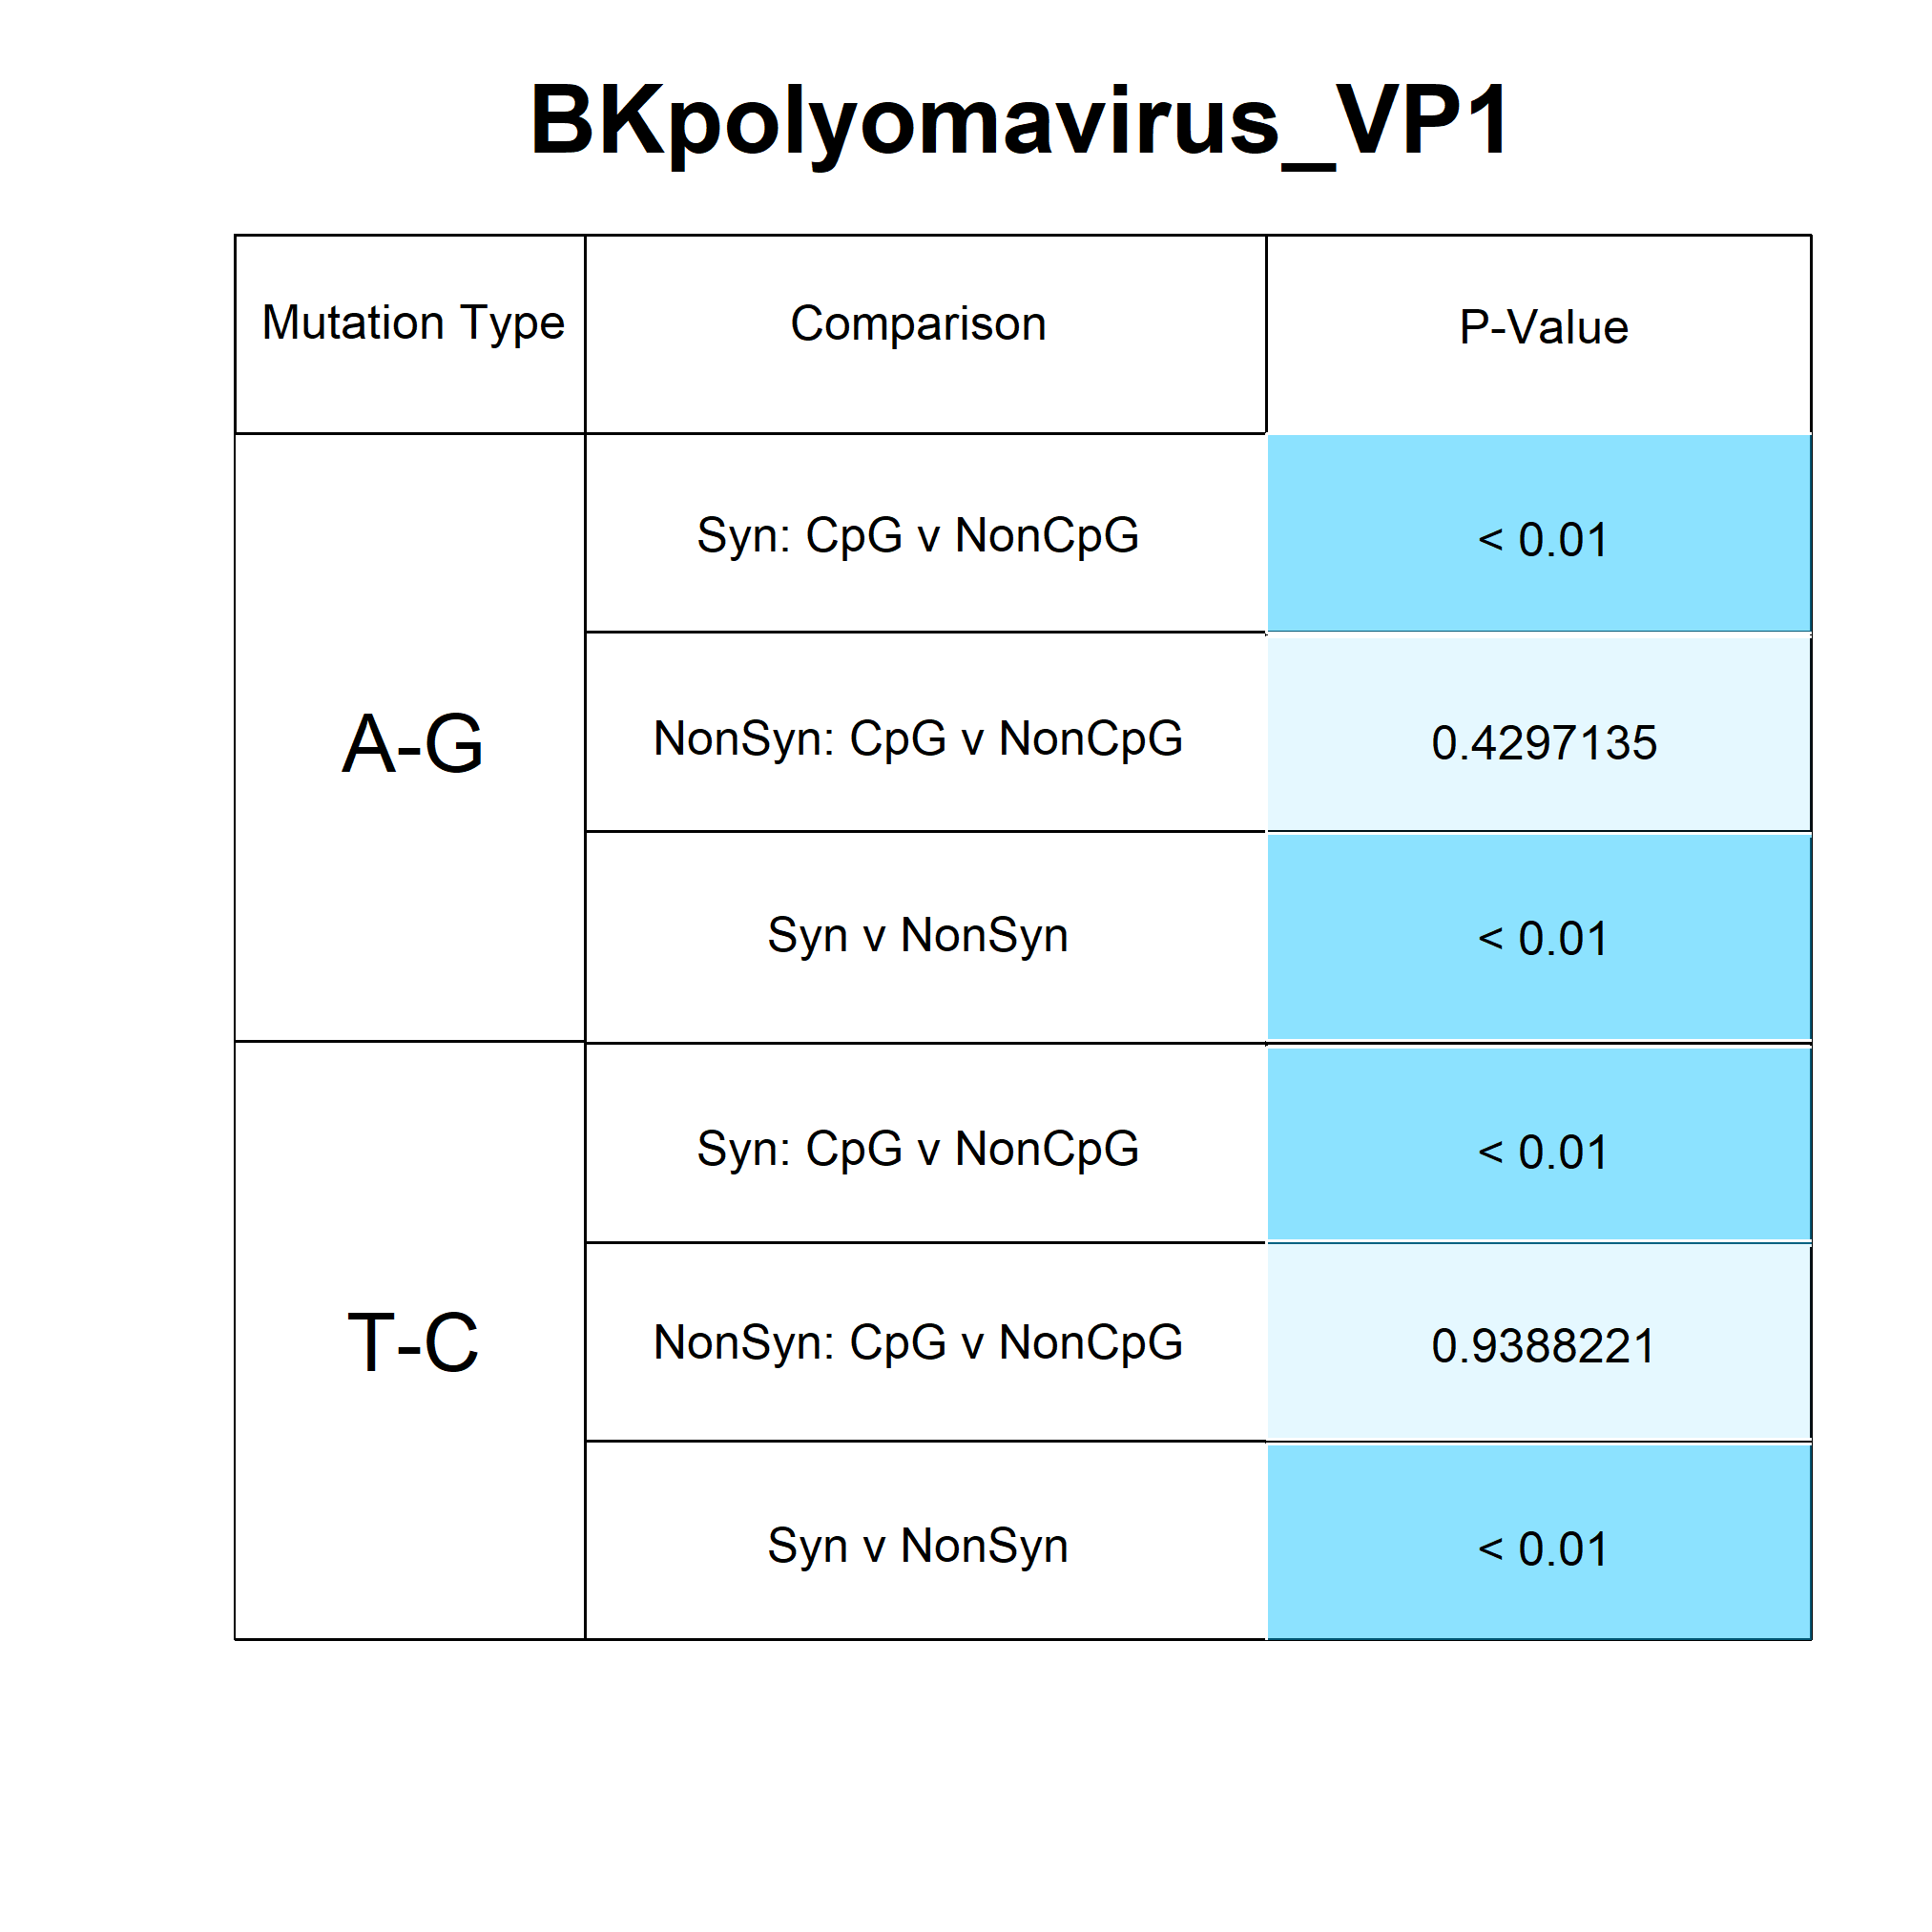 BKpolyomavirus_VP1
Mutation Type Comparison P-Value
A-G
Syn: CpG v NonCpG < 0.01
NonSyn: CpG v NonCpG 0.4297135
Syn v NonSyn < 0.01
T-C
Syn: CpG v NonCpG < 0.01
NonSyn: CpG v NonCpG 0.9388221
Syn v NonSyn < 0.01